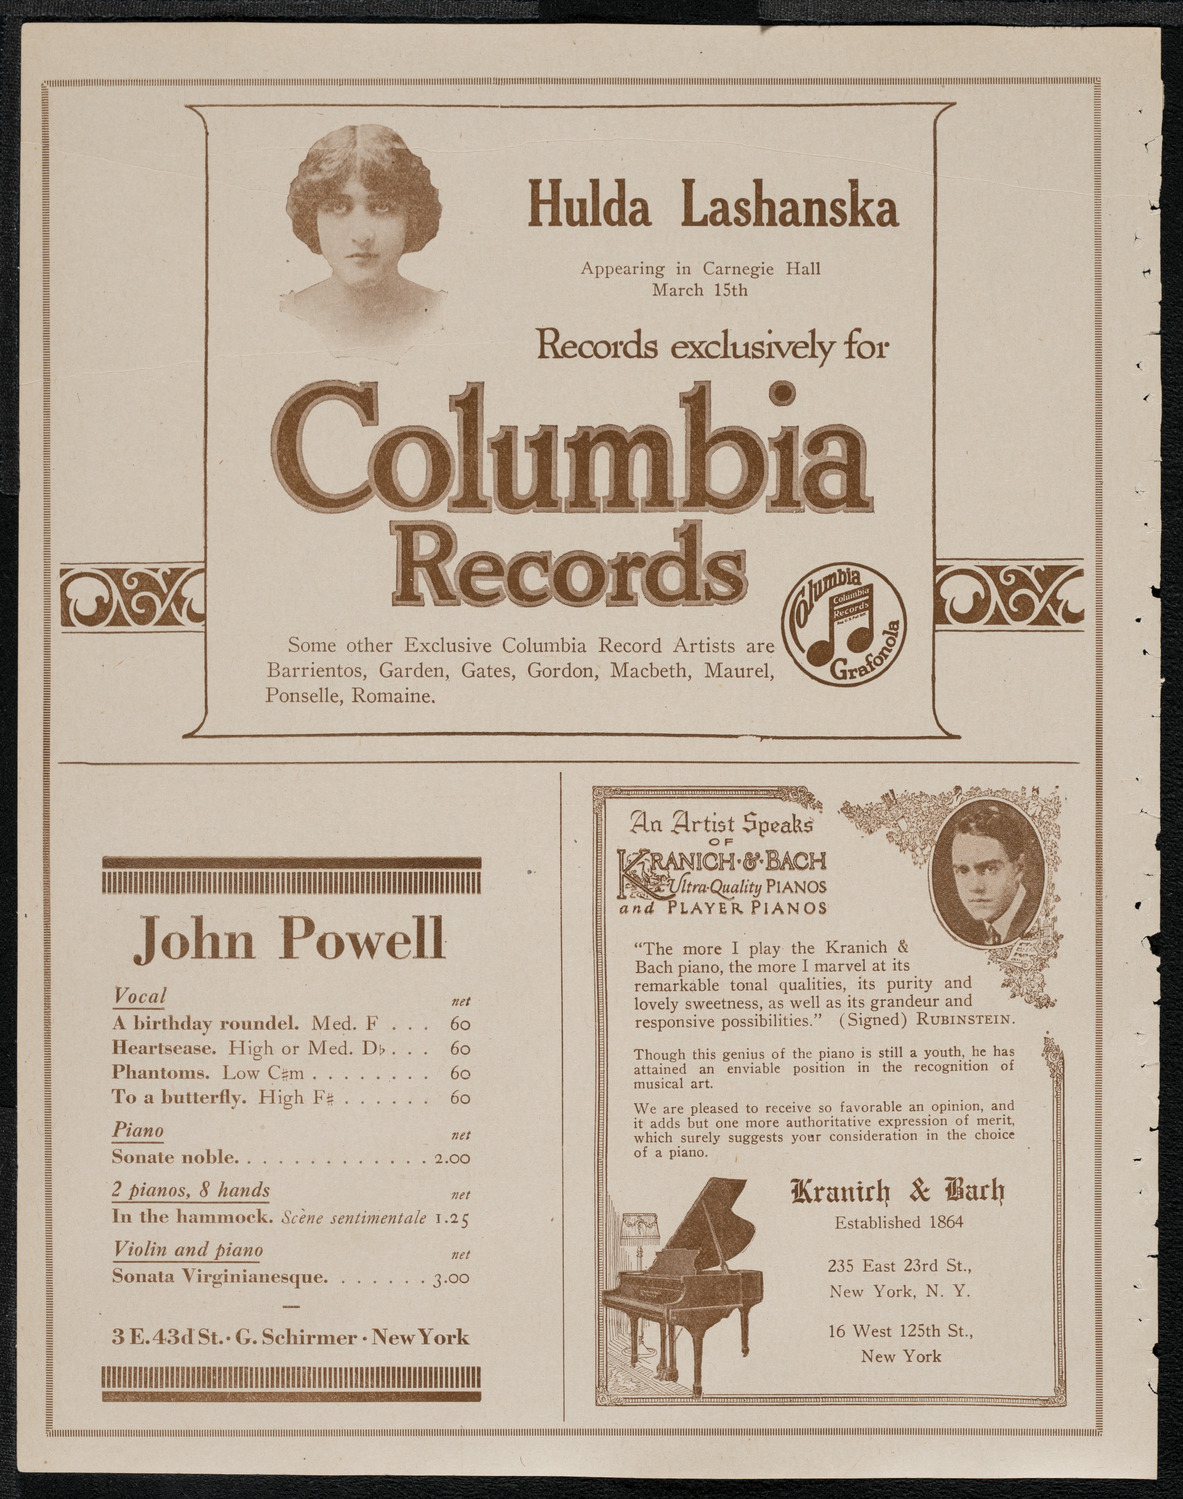 Hulda Lashanska
Appearing in Carnegie Hall
March 15th
Records exclusively for
Columbia
Records
Some other Exclusive Columbia Record Artists are
Barrientos, Garden, Gates, Gordon, Macbeth, Maurel,
Ponselle, Romaine.
Columbia
Columbia
Records
Grafonola
John Powell
Vocal net
A birthday roundel. Med. F . . . 60
Heartsease. High or Med. D♭ . . . 60
Phantoms. Low C♯m . . . . . . . . 60
To a butterfly. High F♯ . . . . . . 60
Piano net
Sonate noble. . . . . . . . . . . . . 2.00
2 pianos, 8 hands net
In the hammock. Scène sentimentale 1.25
Violin and piano net
Sonata Virginianesque. . . . . . . 3.00
3 E. 43d St. · G. Schirmer · New York
An Artist Speaks
OF
KRANICH·&·BACH
Ultra-Quality PIANOS
and PLAYER PIANOS
"The more I play the Kranich &
Bach piano, the more I marvel at its
remarkable tonal qualities, its purity and
lovely sweetness, as well as its grandeur and
responsive possibilities." (Signed) RUBINSTEIN.
Though this genius of the piano is still a youth, he has
attained an enviable position in the recognition of
musical art.
We are pleased to receive so favorable an opinion, and
it adds but one more authoritative expression of merit,
which surely suggests your consideration in the choice
of a piano.
Kranich & Bach
Established 1864
235 East 23rd St.,
New York, N. Y.
16 West 125th St.,
New York